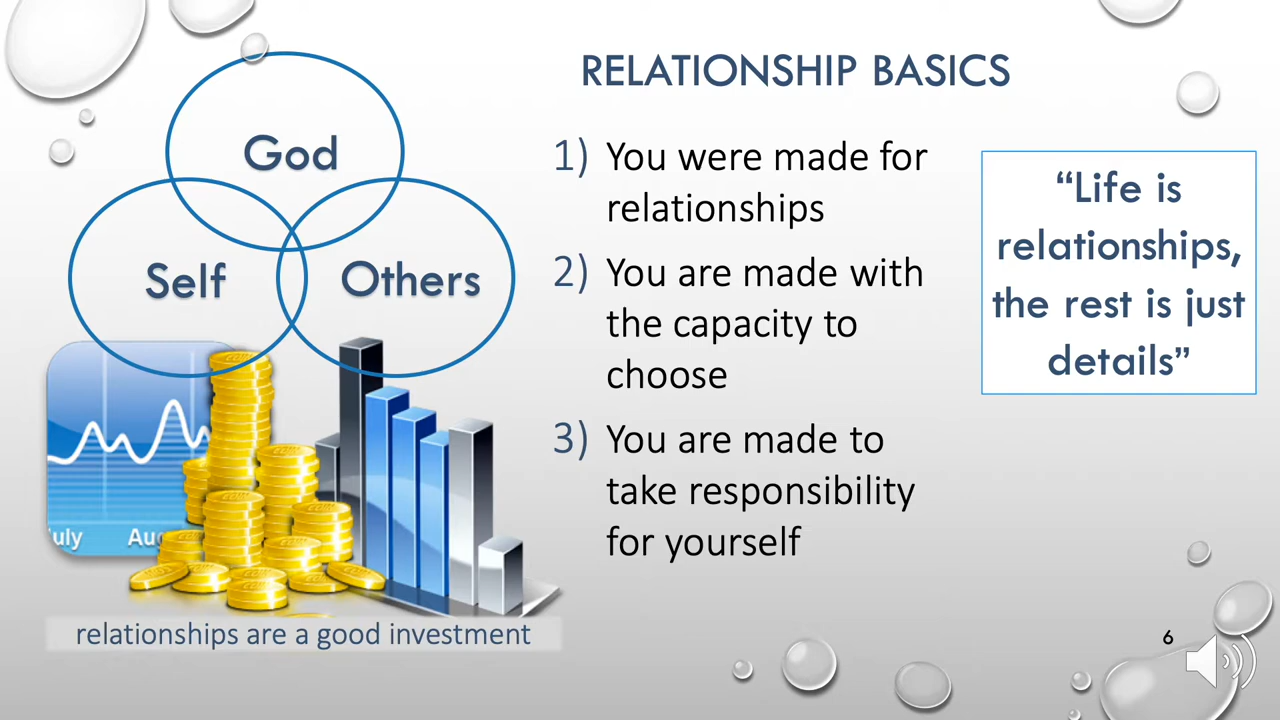 RELATIONSHIP BASICS
God
Self
Others
1) You were made for
relationships
2) You are made with
the capacity to
choose
3) You are made to
take responsibility
for yourself
“Life is
relationships,
the rest is just
details”
uly
Aug
relationships are a good investment
6